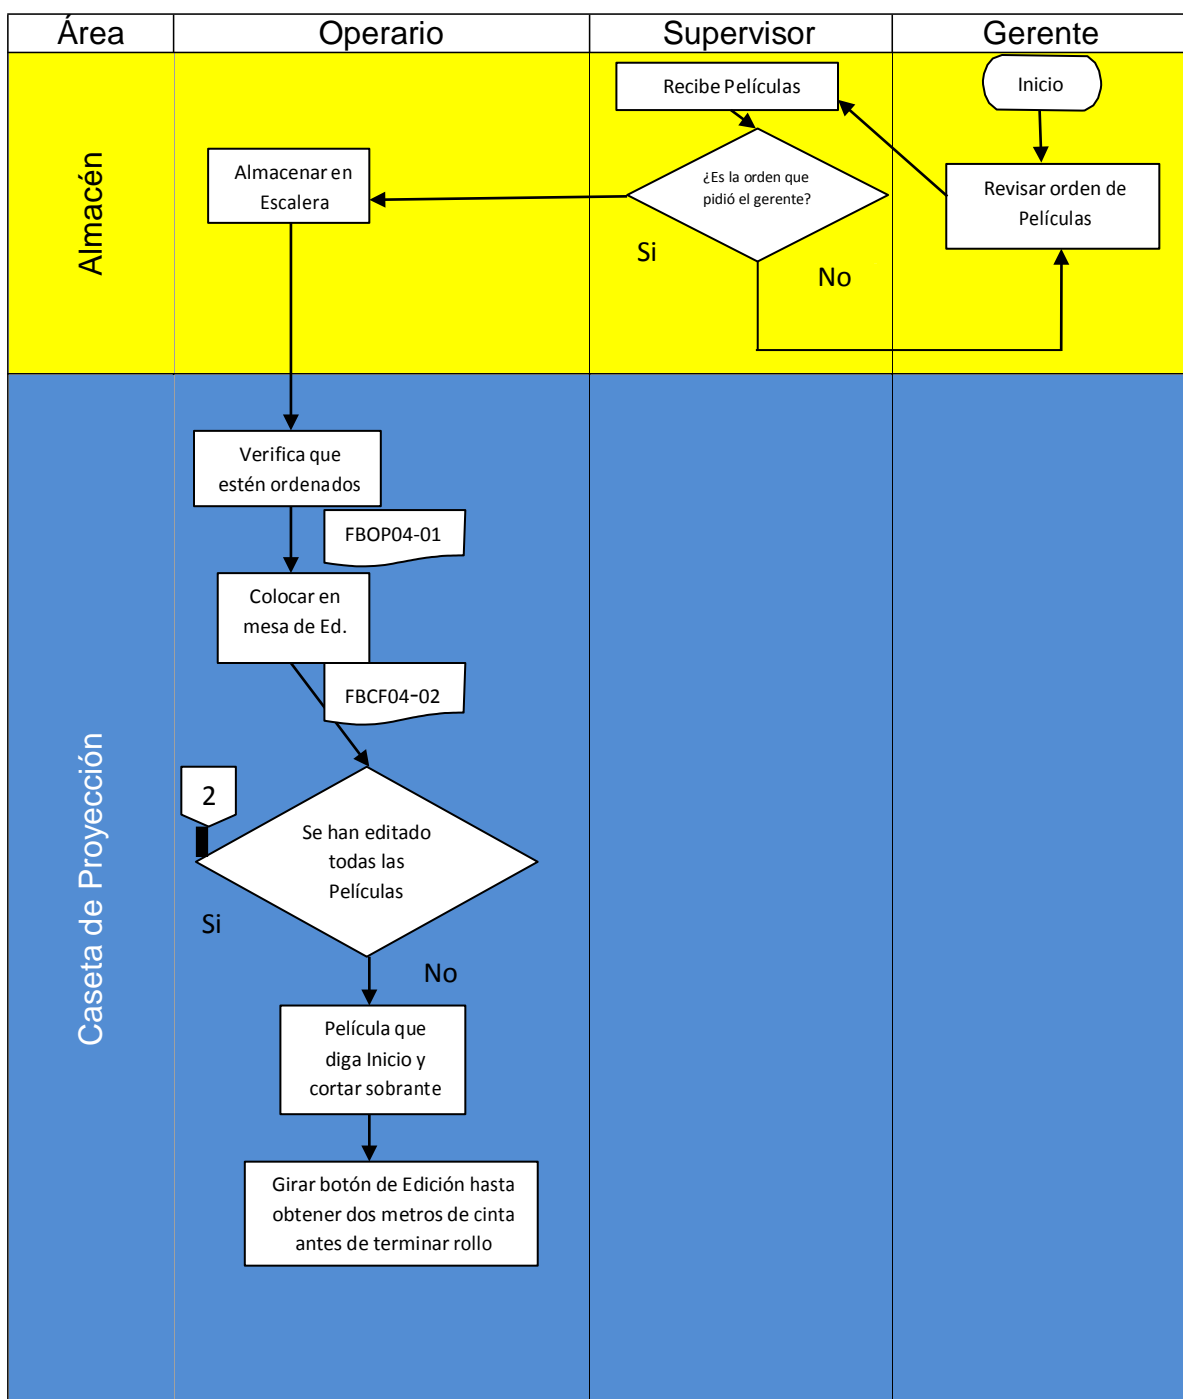 Área
Operario
Supervisor
Gerente
Almacén
Recibe Películas
Inicio
Almacenar en
Escalera
¿Es la orden que
pidió el gerente?
Revisar orden de
Películas
Si
No
Caseta de Proyección
Verifica que
estén ordenados
FBOP04-01
Colocar en
mesa de Ed.
FBCF04-02
2
Se han editado
todas las
Películas
Si
No
Película que
diga Inicio y
cortar sobrante
Girar botón de Edición hasta
obtener dos metros de cinta
antes de terminar rollo